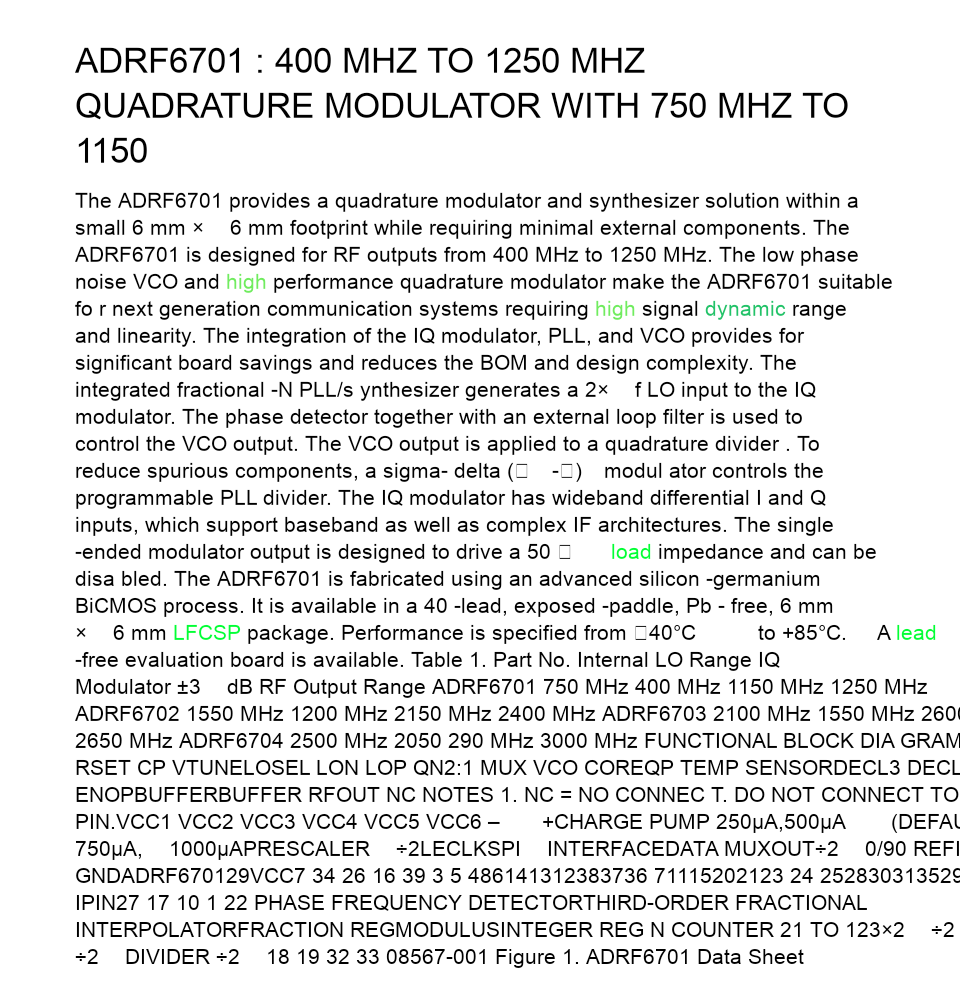 ADRF6701 : 400 MHZ TO 1250 MHZ
QUADRATURE MODULATOR WITH 750 MHZ TO
1150
The ADRF6701 provides a quadrature modulator and synthesizer solution within a
small 6 mm × 6 mm footprint while requiring minimal external components. The
ADRF6701 is designed for RF outputs from 400 MHz to 1250 MHz. The low phase
noise VCO and high performance quadrature modulator make the ADRF6701 suitable
fo r next generation communication systems requiring high signal dynamic range
and linearity. The integration of the IQ modulator, PLL, and VCO provides for
significant board savings and reduces the BOM and design complexity. The
integrated fractional -N PLL/s ynthesizer generates a 2× f LO input to the IQ
modulator. The phase detector together with an external loop filter is used to
control the VCO output. The VCO output is applied to a quadrature divider . To
reduce spurious components, a sigma- delta (□ -□) modul ator controls the
programmable PLL divider. The IQ modulator has wideband differential I and Q
inputs, which support baseband as well as complex IF architectures. The single
-ended modulator output is designed to drive a 50 □ load impedance and can be
disa bled. The ADRF6701 is fabricated using an advanced silicon -germanium
BiCMOS process. It is available in a 40 -lead, exposed -paddle, Pb - free, 6 mm
× 6 mm LFCSP package. Performance is specified from □40°C to +85°C. A lead
-free evaluation board is available. Table 1. Part No. Internal LO Range IQ
Modulator ±3 dB RF Output Range ADRF6701 750 MHz 400 MHz 1150 MHz 1250 MHz
ADRF6702 1550 MHz 1200 MHz 2150 MHz 2400 MHz ADRF6703 2100 MHz 1550 MHz 2600
2650 MHz ADRF6704 2500 MHz 2050 290 MHz 3000 MHz FUNCTIONAL BLOCK DIA GRAM
RSET CP VTUNELOSEL LON LOP QN2:1 MUX VCO COREQP TEMP SENSORDECL3 DECL
ENOPBUFFERBUFFER RFOUT NC NOTES 1. NC = NO CONNEC T. DO NOT CONNECT TO
PIN.VCC1 VCC2 VCC3 VCC4 VCC5 VCC6 – +CHARGE PUMP 250µA,500µA (DEFAU
750µA, 1000µAPRESCALER ÷2LECLKSPI INTERFACEDATA MUXOUT÷2 0/90 REFI
GNDADRF670129VCC7 34 26 16 39 3 5 486141312383736 71115202123 24 252830313529
IPIN27 17 10 1 22 PHASE FREQUENCY DETECTORTHIRD-ORDER FRACTIONAL
INTERPOLATORFRACTION REGMODULUSINTEGER REG N COUNTER 21 TO 123×2 ÷2
÷2 DIVIDER ÷2 18 19 32 33 08567-001 Figure 1. ADRF6701 Data Sheet